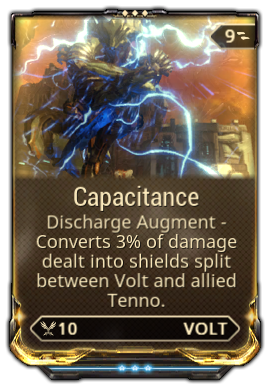 9
Capacitance
Discharge Augment -
Converts 3% of damage
dealt into shields split
between Volt and allied
Tenno.
10 VOLT